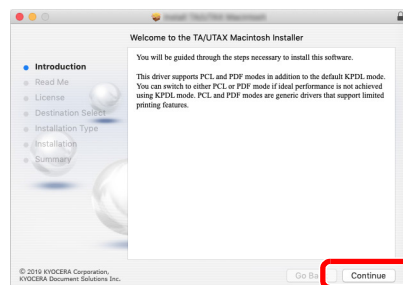 Welcome to the TA/UTAX Macintosh Installer
Introduction
Read Me
License
Destination Select
Installation Type
Installation
Summary
You will be guided through the steps necessary to install this software.
This driver supports PCL and PDF modes in addition to the default KPDL mode.
You can switch to either PCL or PDF mode if ideal performance is not achieved
using KPDL mode. PCL and PDF modes are generic drivers that support limited
printing features.
© 2019 KYOCERA Corporation,
KYOCERA Document Solutions Inc.
Go Ba
Continue